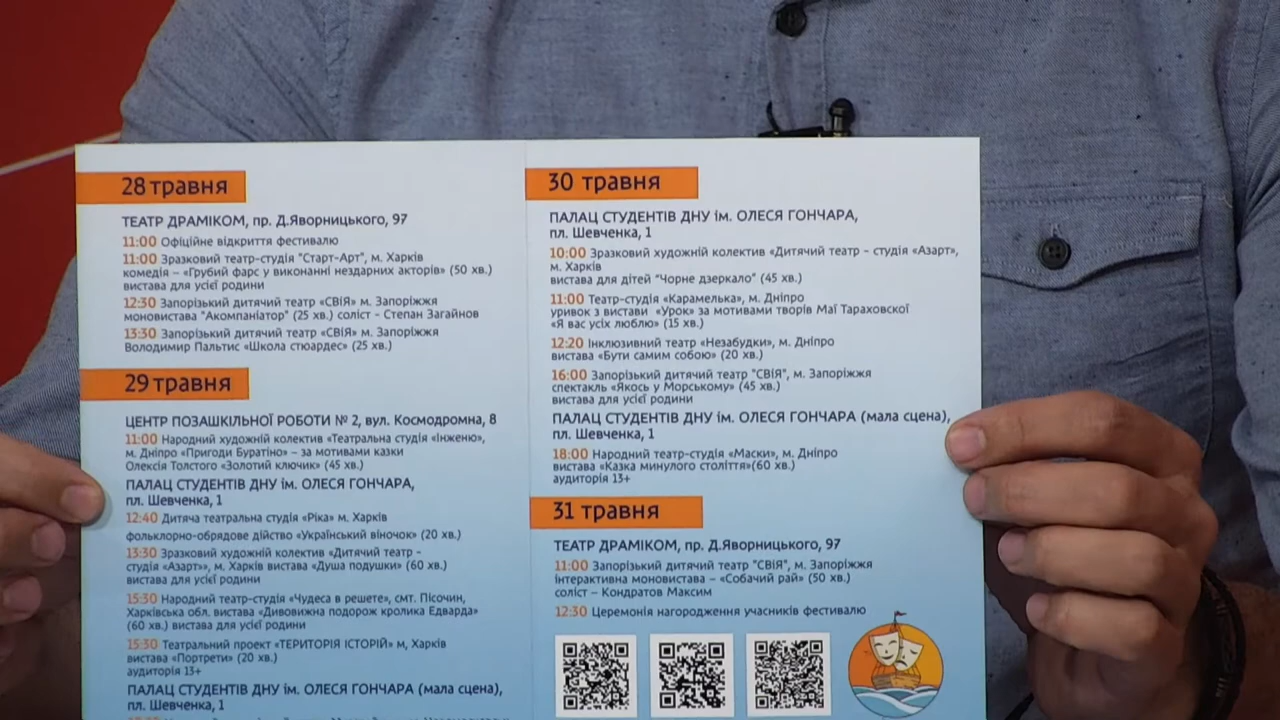 28 травня
ТЕАТР ДРАМІКОМ, пр. Д.Яворницького, 97
11:00 Офіційне відкриття фестивалю
11:00 Зразковий театр-студія "Старт-Арт", м. Харків
комедія – «Грубий фарс у виконанні нездарних акторів» (50 хв.)
вистава для усієї родини
12:30 Запорізький дитячий театр «СВіЯ» м. Запоріжжя
моновистава "Акомпаніатор" (25 хв.) соліст - Степан Загайнов
13:30 Запорізький дитячий театр «СВіЯ» м. Запоріжжя
Володимир Пальтис «Школа стюардес» (25 хв.)
29 травня
ЦЕНТР ПОЗАШКІЛЬНОЇ РОБОТИ № 2, вул. Космодромна, 8
11:00 Народний художній колектив «Театральна студія «Інженю»,
м. Дніпро «Пригоди Буратіно» – за мотивами казки
Олексія Толстого «Золотий ключик» (45 хв.)
ПАЛАЦ СТУДЕНТІВ ДНУ ім. ОЛЕСЯ ГОНЧАРА,
пл. Шевченка, 1
12:40 Дитяча театральна студія «Ріка» м. Харків
фольклорно-обрядове дійство «Український віночок» (20 хв.)
13:30 Зразковий художній колектив «Дитячий театр -
студія «Азарт»», м. Харків вистава «Душа подушки» (60 хв.)
вистава для усієї родини
15:30 Народний театр-студія «Чудеса в решете», смт. Пісочин,
Харківська обл. вистава «Дивовижна подорож кролика Едварда»
(60 хв.) вистава для усієї родини
15:30 Театральний проект «ТЕРИТОРІЯ ІСТОРІЙ» м, Харків
вистава «Портрети» (20 хв.)
аудиторія 13+
ПАЛАЦ СТУДЕНТІВ ДНУ ім. ОЛЕСЯ ГОНЧАРА (мала сцена),
пл. Шевченка, 1
30 травня
ПАЛАЦ СТУДЕНТІВ ДНУ ім. ОЛЕСЯ ГОНЧАРА,
пл. Шевченка, 1
10:00 Зразковий художній колектив «Дитячий театр - студія «Азарт»,
м. Харків
вистава для дітей "Чорне дзеркало" (45 хв.)
11:00 Театр-студія «Карамелька», м. Дніпро
уривок з вистави «Урок» за мотивами творів Маї Тараховської
«Я вас усіх люблю» (15 хв.)
12:20 Інклюзивний театр «Незабудки», м. Дніпро
вистава «Бути самим собою» (20 хв.)
16:00 Запорізький дитячий театр "СВіЯ", м. Запоріжжя
спектакль «Якось у Морському» (45 хв.)
вистава для усієї родини
ПАЛАЦ СТУДЕНТІВ ДНУ ім. ОЛЕСЯ ГОНЧАРА (мала сцена),
пл. Шевченка, 1
18:00 Народний театр-студія «Маски», м. Дніпро
вистава «Казка минулого століття»(60 хв.)
аудиторія 13+
31 травня
ТЕАТР ДРАМІКОМ, пр. Д.Яворницького, 97
11:00 Запорізький дитячий театр "СВіЯ", м. Запоріжжя
інтерактивна моновистава – «Собачий рай» (50 хв.)
соліст – Кондратов Максим
12:30 Церемонія нагородження учасників фестивалю